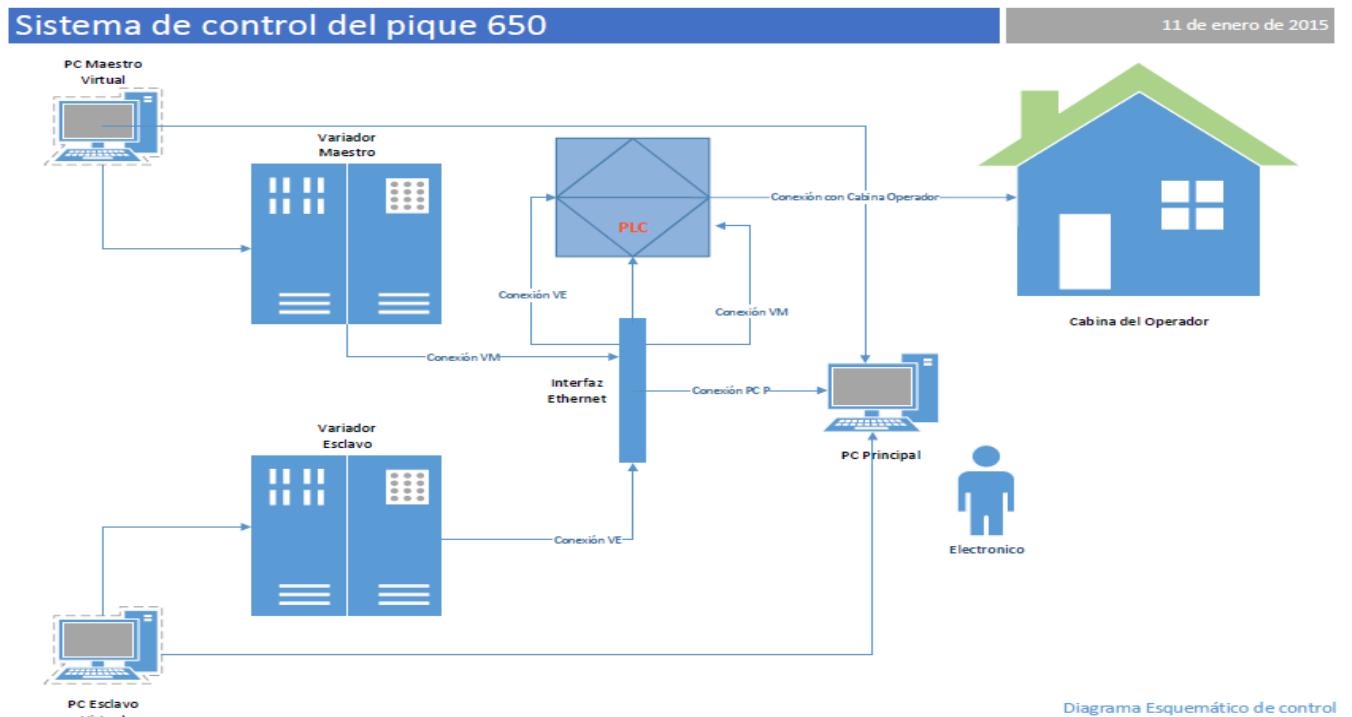 Sistema de control del pique 650
11 de enero de 2015
PC Maestro
Virtual
Variador
Maestro
PLC
Conexión con Cabina Operador
Conexión VE
Conexión VM
Cabina del Operador
Conexión VM
Interfaz
Ethernet
Conexión PC P
Variador
Esclavo
PC Principal
Conexión VE
Electronico
PC Esclavo
Diagrama Esquemático de control